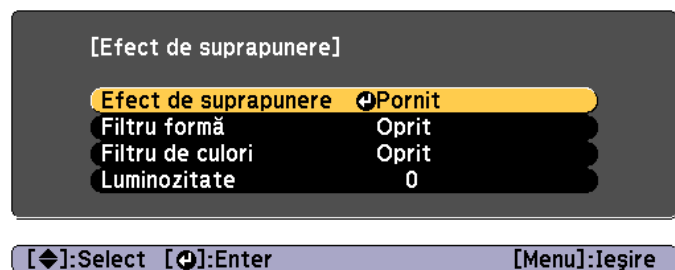 [Efect de suprapunere]
Efect de suprapunere Pornit
Filtru formă Oprit
Filtru de culori Oprit
Luminozitate 0
[◆]:Select [↵]:Enter [Menu]:Ieşire